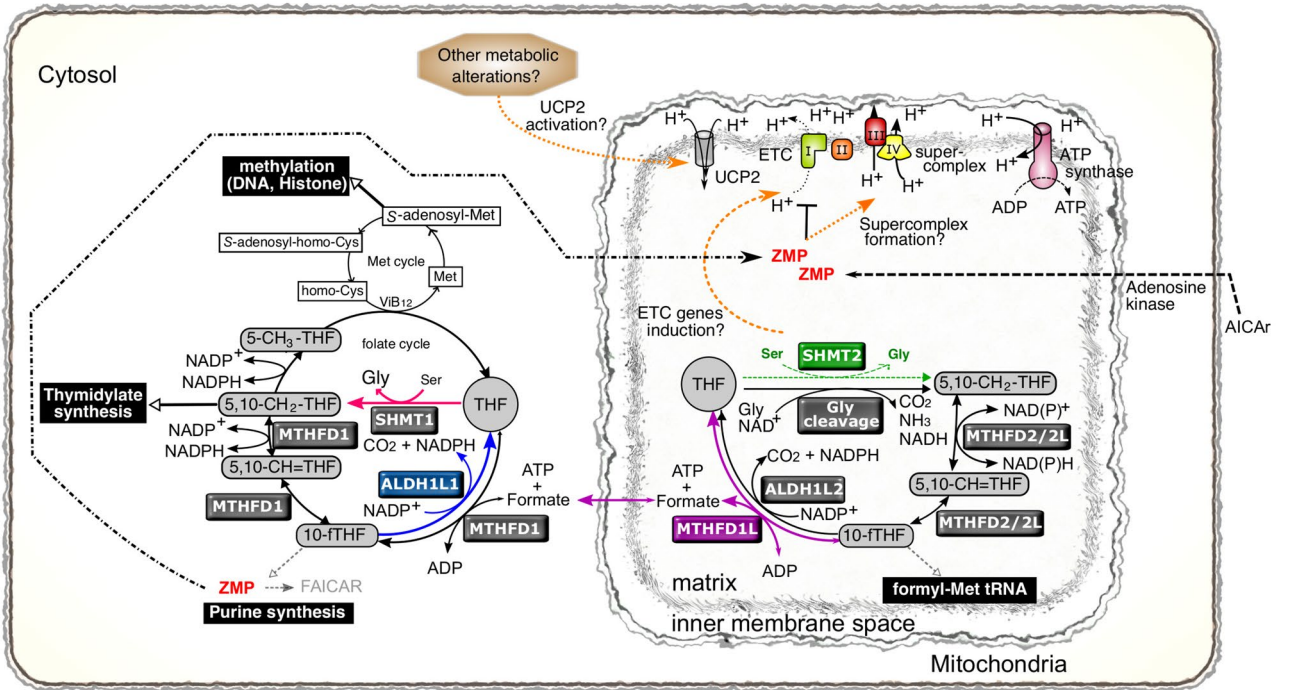 Cytosol
Other metabolic
alterations?
UCP2
activation?
methylation
(DNA, Histone)
S-adenosyl-Met
S-adenosyl-homo-Cys
Met cycle
homo-Cys
Met
ViB12
5-CH3-THF
folate cycle
NADP+
NADPH
Thymidylate
synthesis
5,10-CH2-THF
Gly
Ser
SHMT1
THF
NADP+
NADPH
MTHFD1
CO2 + NADPH
5,10-CH=THF
ALDH1L1
NADP+
MTHFD1
ATP
+
Formate
MTHFD1
10-fTHF
ADP
ZMP
FAICAR
Purine synthesis
H+
H+
UCP2
H+
H+
H+
ETC
I
II
H+
III
IV
H+
super-
complex
H+
H+
H+
H+
H+
ATP
synthase
ADP
ATP
Supercomplex
formation?
ZMP
ZMP
Adenosine
kinase
AICAr
ETC genes
induction?
Ser
SHMT2
Gly
THF
5,10-CH2-THF
Gly
NAD+
Gly
cleavage
CO2
NH3
NADH
NAD(P)+
MTHFD2/2L
NAD(P)H
CO2 + NADPH
5,10-CH=THF
ATP
+
Formate
ALDH1L2
NADP+
MTHFD2/2L
MTHFD1L
10-fTHF
ADP
matrix
formyl-Met tRNA
inner membrane space
Mitochondria